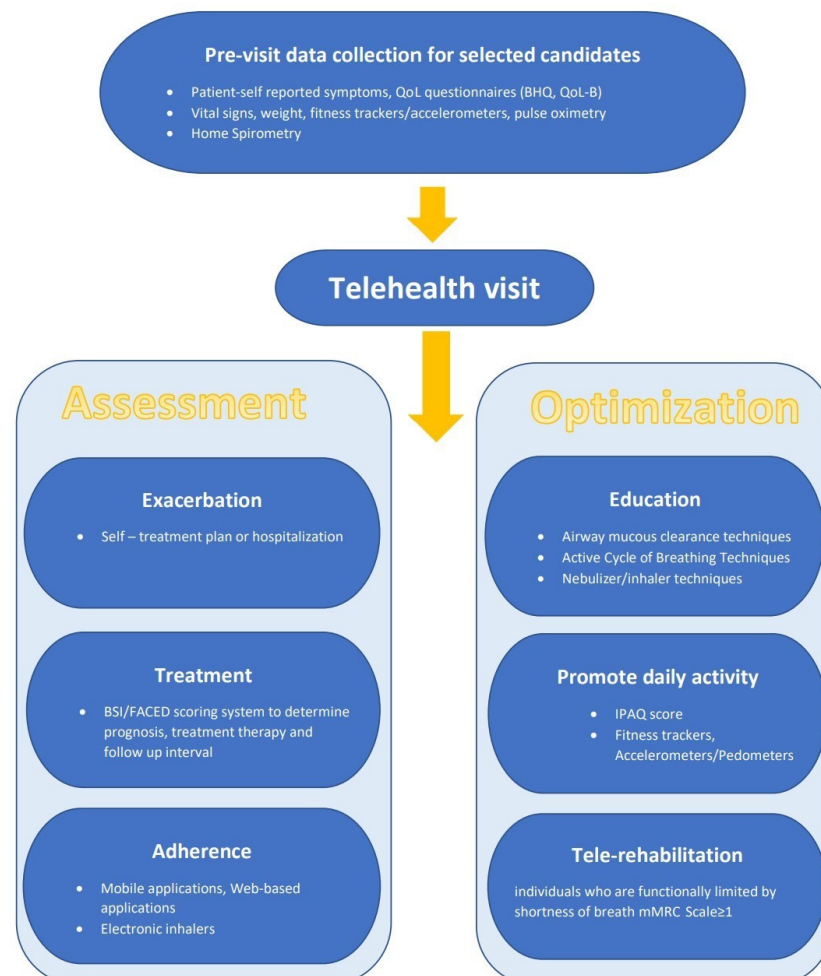 Pre-visit data collection for selected candidates
• Patient-self reported symptoms, QoL questionnaires (BHQ, QoL-B)
• Vital signs, weight, fitness trackers/accelerometers, pulse oximetry
• Home Spirometry
Telehealth visit
Assessment
Exacerbation
• Self – treatment plan or hospitalization
Treatment
• BSI/FACED scoring system to determine
prognosis, treatment therapy and
follow up interval
Adherence
• Mobile applications, Web-based
applications
• Electronic inhalers
Optimization
Education
• Airway mucous clearance techniques
• Active Cycle of Breathing Techniques
• Nebulizer/inhaler techniques
Promote daily activity
• IPAQ score
• Fitness trackers,
Accelerometers/Pedometers
Tele-rehabilitation
individuals who are functionally limited by
shortness of breath mMRC Scale≥1